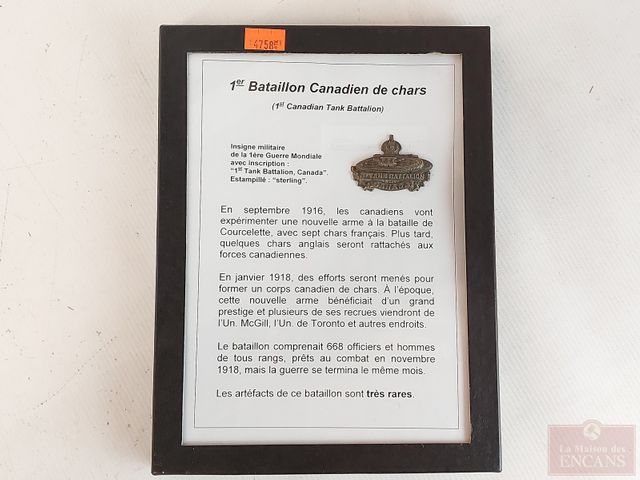 4758
1er Bataillon Canadien de chars
(1st Canadian Tank Battalion)
Insigne militaire
de la 1ère Guerre Mondiale
avec inscription :
“1st Tank Battalion, Canada”.
Estampillé : “sterling”.
TANK BATTALION
En septembre 1916, les canadiens vont
expérimenter une nouvelle arme à la bataille de
Courcelette, avec sept chars français. Plus tard,
quelques chars anglais seront rattachés aux
forces canadiennes.
En janvier 1918, des efforts seront menés pour
former un corps canadien de chars. À l’époque,
cette nouvelle arme bénéficiait d’un grand
prestige et plusieurs de ses recrues viendront de
l’Un. McGill, l’Un. de Toronto et autres endroits.
Le bataillon comprenait 668 officiers et hommes
de tous rangs, prêts au combat en novembre
1918, mais la guerre se termina le même mois.
Les artéfacts de ce bataillon sont très rares.
La Maison des
ENCANS